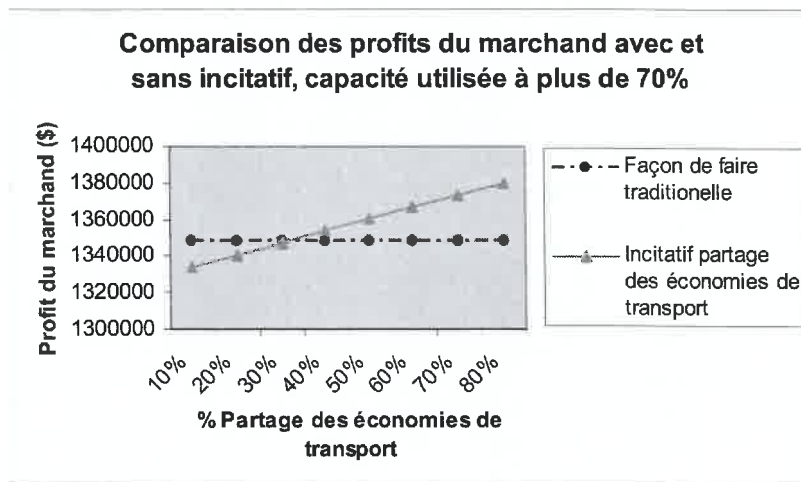 Comparaison des profits du marchand avec et
sans incitatif, capacité utilisée à plus de 70%
Profit du marchand ($)
1400000
1380000
1360000
1340000
1320000
1300000
10%
20%
30%
40%
50%
60%
70%
80%
% Partage des économies de
transport
Façon de faire
traditionelle
Incitatif partage
des économies de
transport